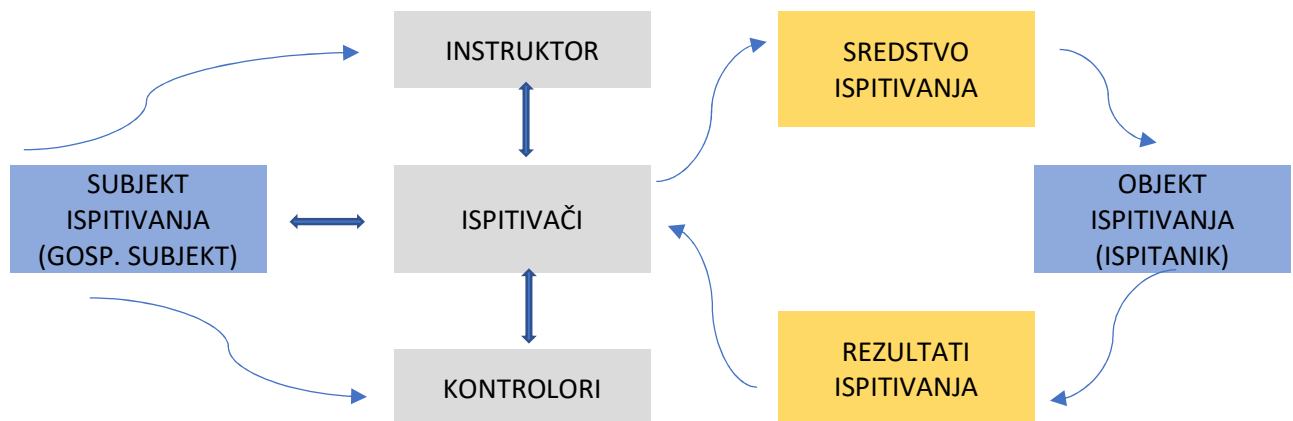 INSTRUKTOR
SREDSTVO
ISPITIVANJA
SUBJEKT
ISPITIVANJA
(GOSP. SUBJEKT)
ISPITIVAČI
OBJEKT
ISPITIVANJA
(ISPITANIK)
KONTROLORI
REZULTATI
ISPITIVANJA